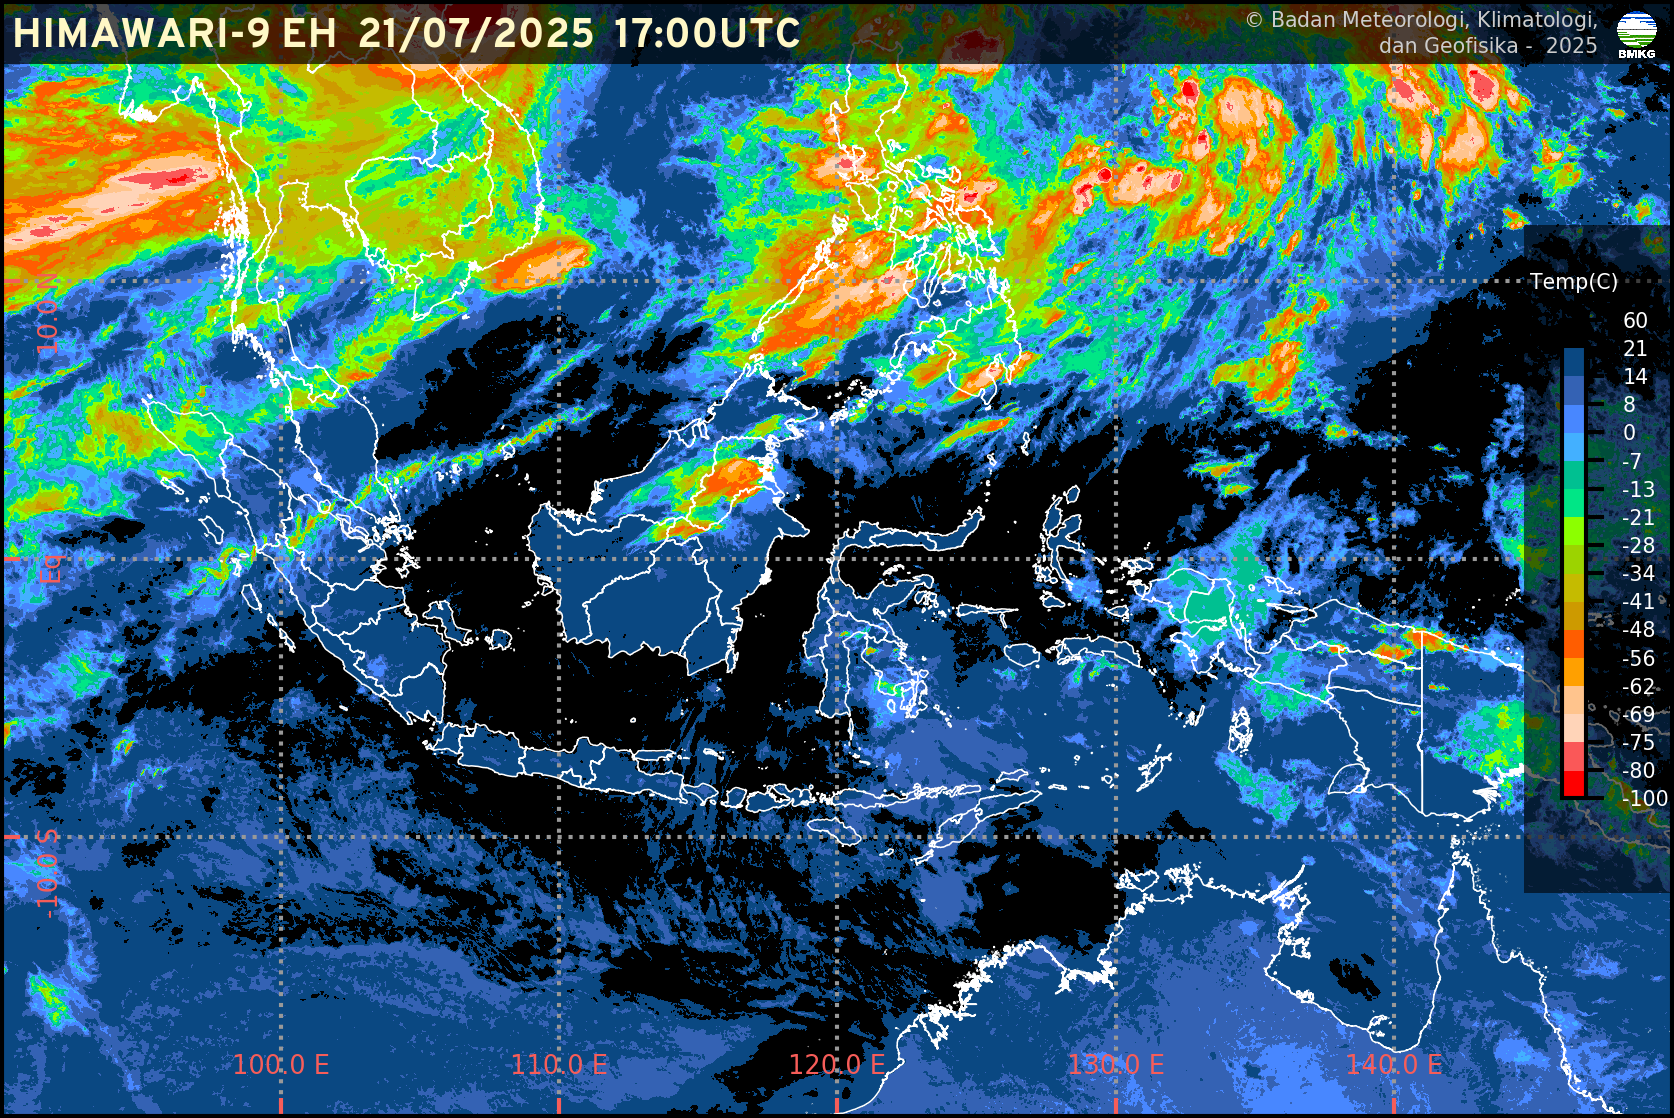 HIMAWARI-9 EH 21/07/2025 17:00UTC
© Badan Meteorologi, Klimatologi,
dan Geofisika - 2025
BMKG
10.0 N
Eq
-10.0 S
Temp(C)
60
21
14
8
0
-7
-13
-21
-28
-34
-41
-48
-56
-62
-69
-75
-80
-100
100.0 E
110.0 E
120.0 E
130.0 E
140.0 E